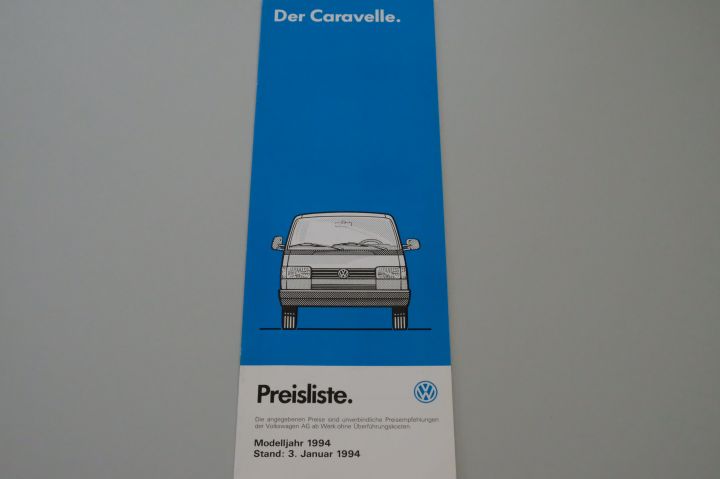 Der Caravelle.
Preisliste.
Die angegebenen Preise sind unverbindliche Preisempfehlungen
der Volkswagen AG ab Werk ohne Überführungskosten
Modelljahr 1994
Stand: 3. Januar 1994